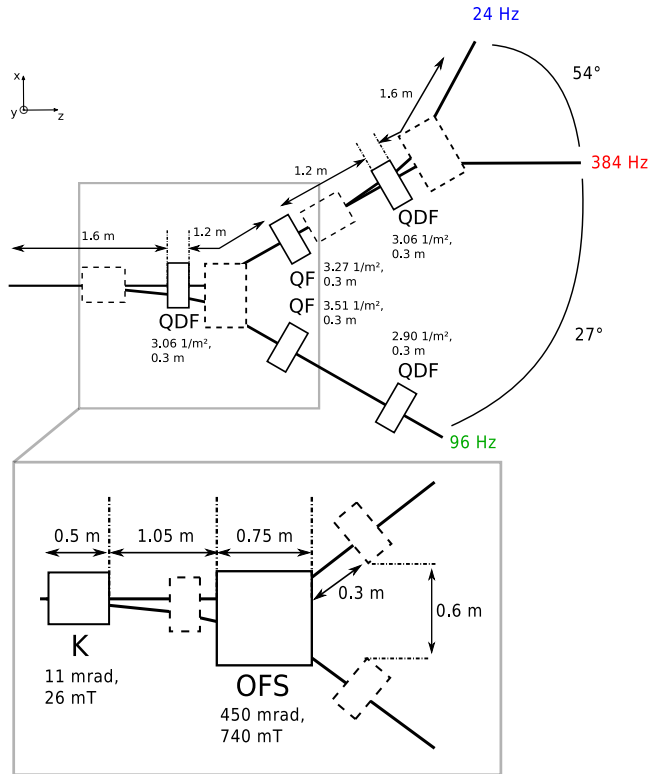 24 Hz
54°
x
y
z
1.6 m
384 Hz
1.2 m
QDF
3.06 1/m²,
0.3 m
1.6 m
1.2 m
QF
3.27 1/m²,
0.3 m
QDF
3.06 1/m²,
0.3 m
QF
3.51 1/m²,
0.3 m
2.90 1/m²,
0.3 m
QDF
27°
96 Hz
0.5 m
1.05 m
0.75 m
0.3 m
0.6 m
K
11 mrad,
26 mT
OFS
450 mrad,
740 mT